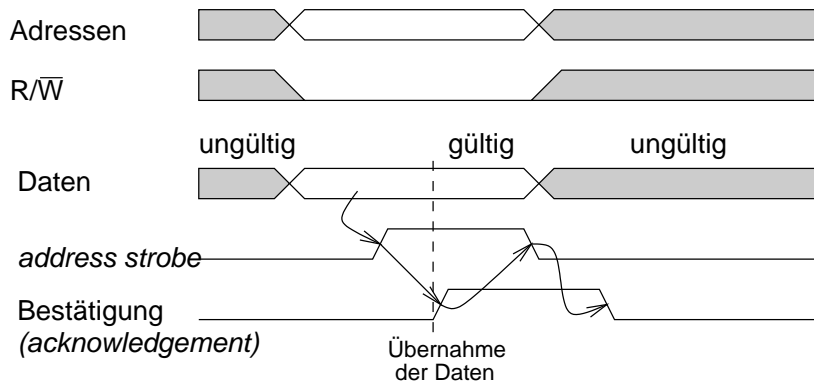 Adressen
R/W̅
ungültig gültig ungültig
Daten
address strobe
Bestätigung
(acknowledgement)
Übernahme
der Daten